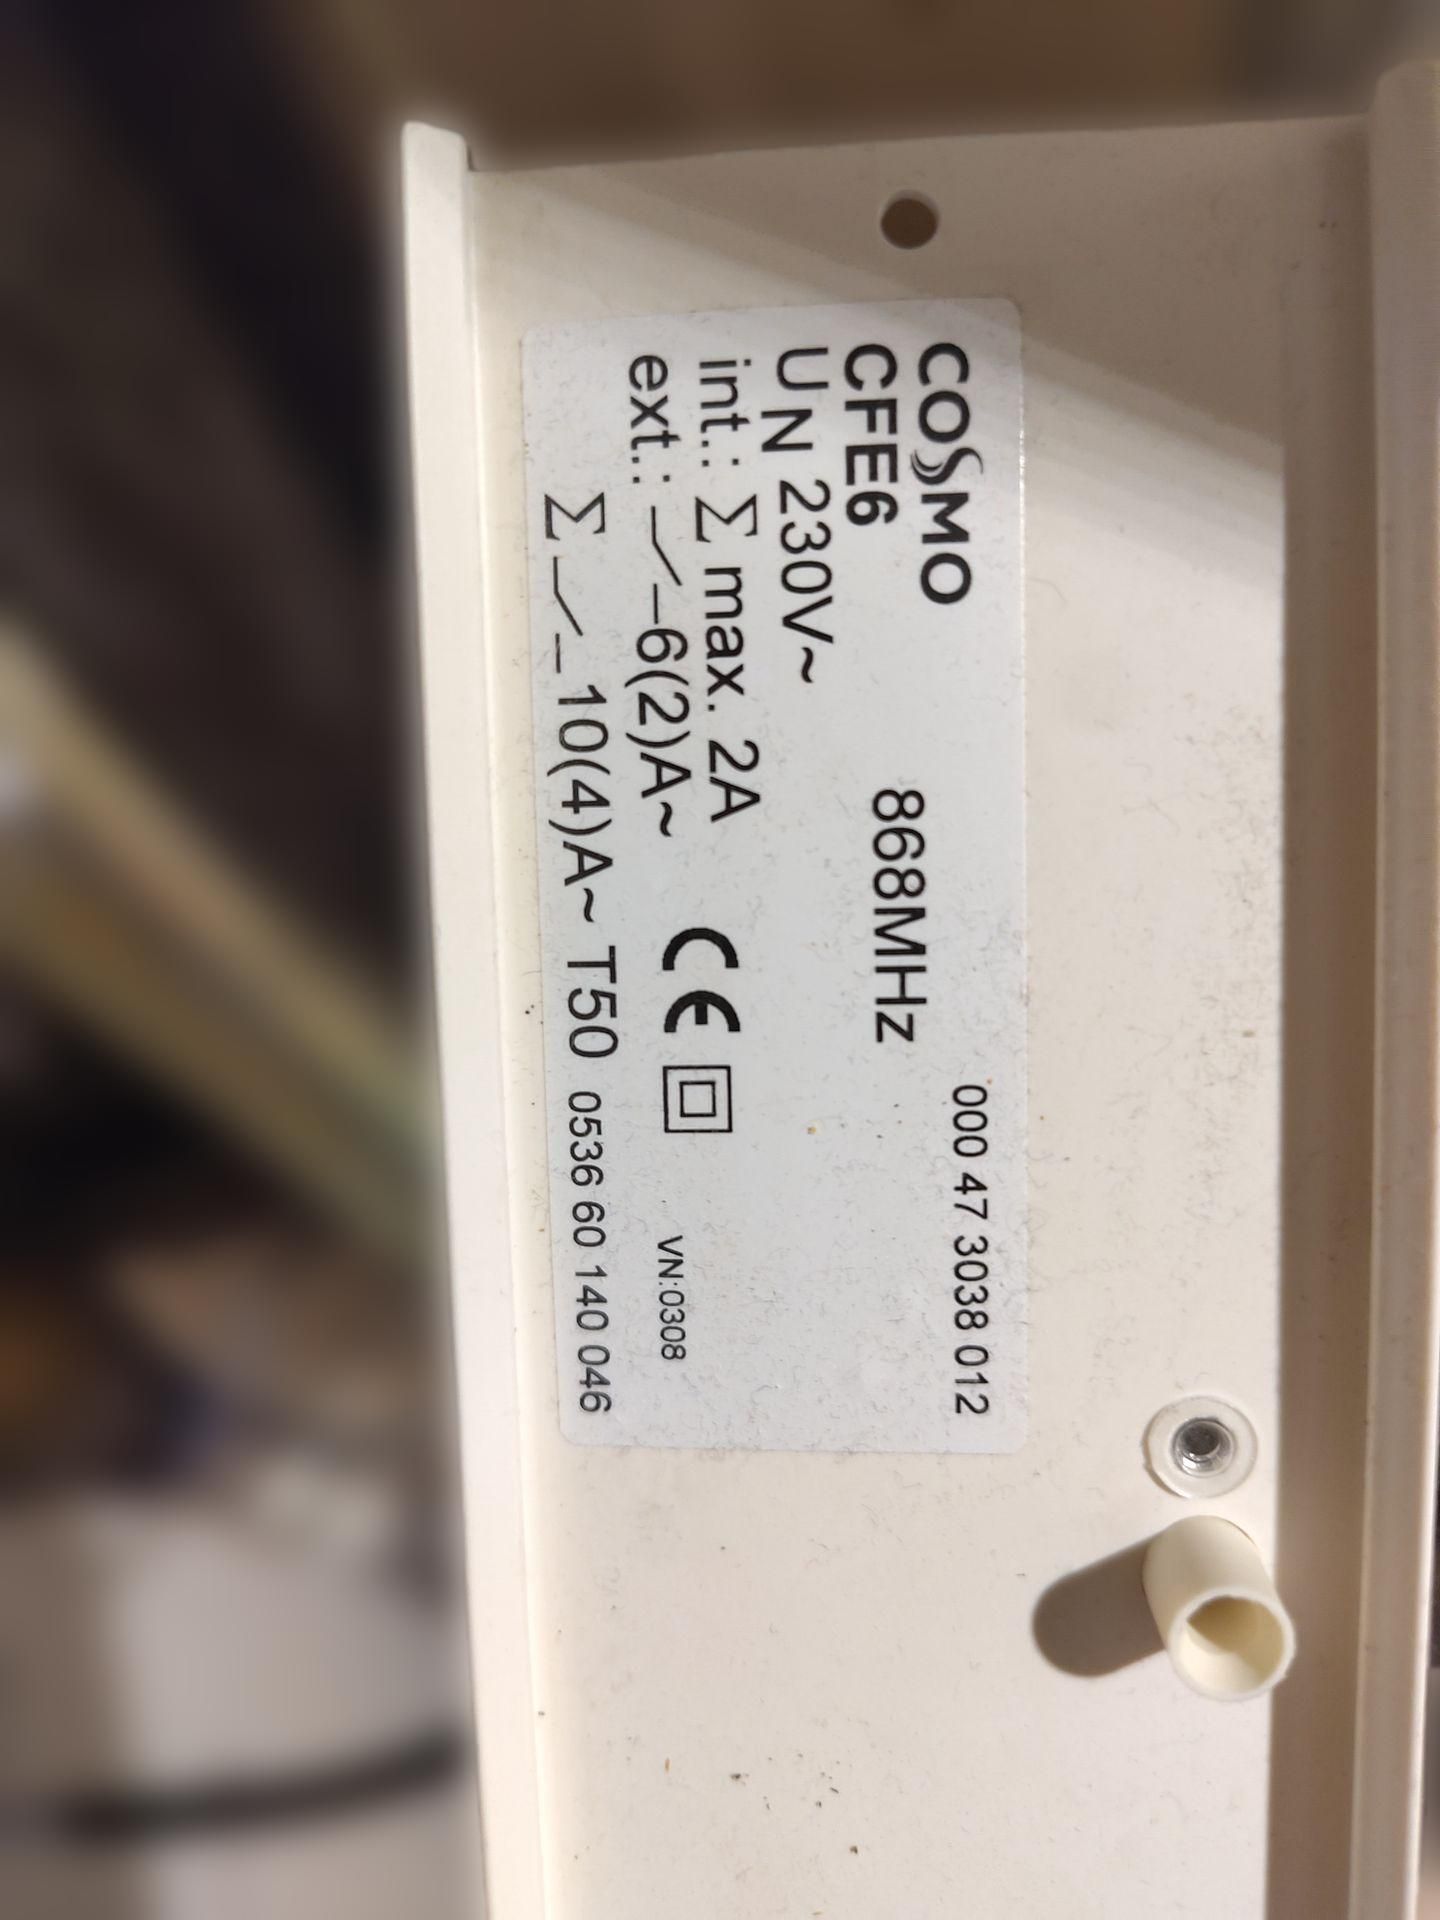 COSMO
000 47 3038 012
CFE6
868MHz
UN 230V~
int.: Σ max. 2A
ext.: 6(2)A~
Σ 10(4)A~ T50
CE
VN:0308
0536 60 140 046